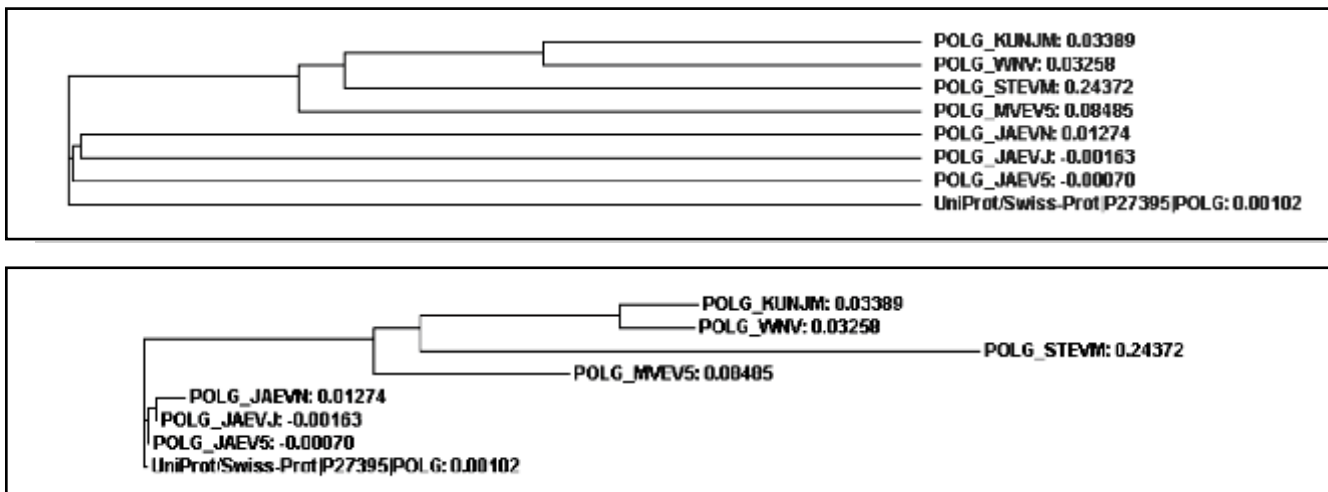 POLG_KUNJM: 0.03389
POLG_WNV: 0.03258
POLG_STEVM: 0.24372
POLG_MVEV5: 0.08485
POLG_JAEVN: 0.01274
POLG_JAEVJ: -0.00163
POLG_JAEV5: -0.00070
UniProt/Swiss-Prot|P27395|POLG: 0.00102
POLG_KUNJM: 0.03389
POLG_WNV: 0.03258
POLG_STEVM: 0.24372
POLG_MVEV5: 0.08485
POLG_JAEVN: 0.01274
POLG_JAEVJ: -0.00163
POLG_JAEV5: -0.00070
UniProt/Swiss-Prot|P27395|POLG: 0.00102